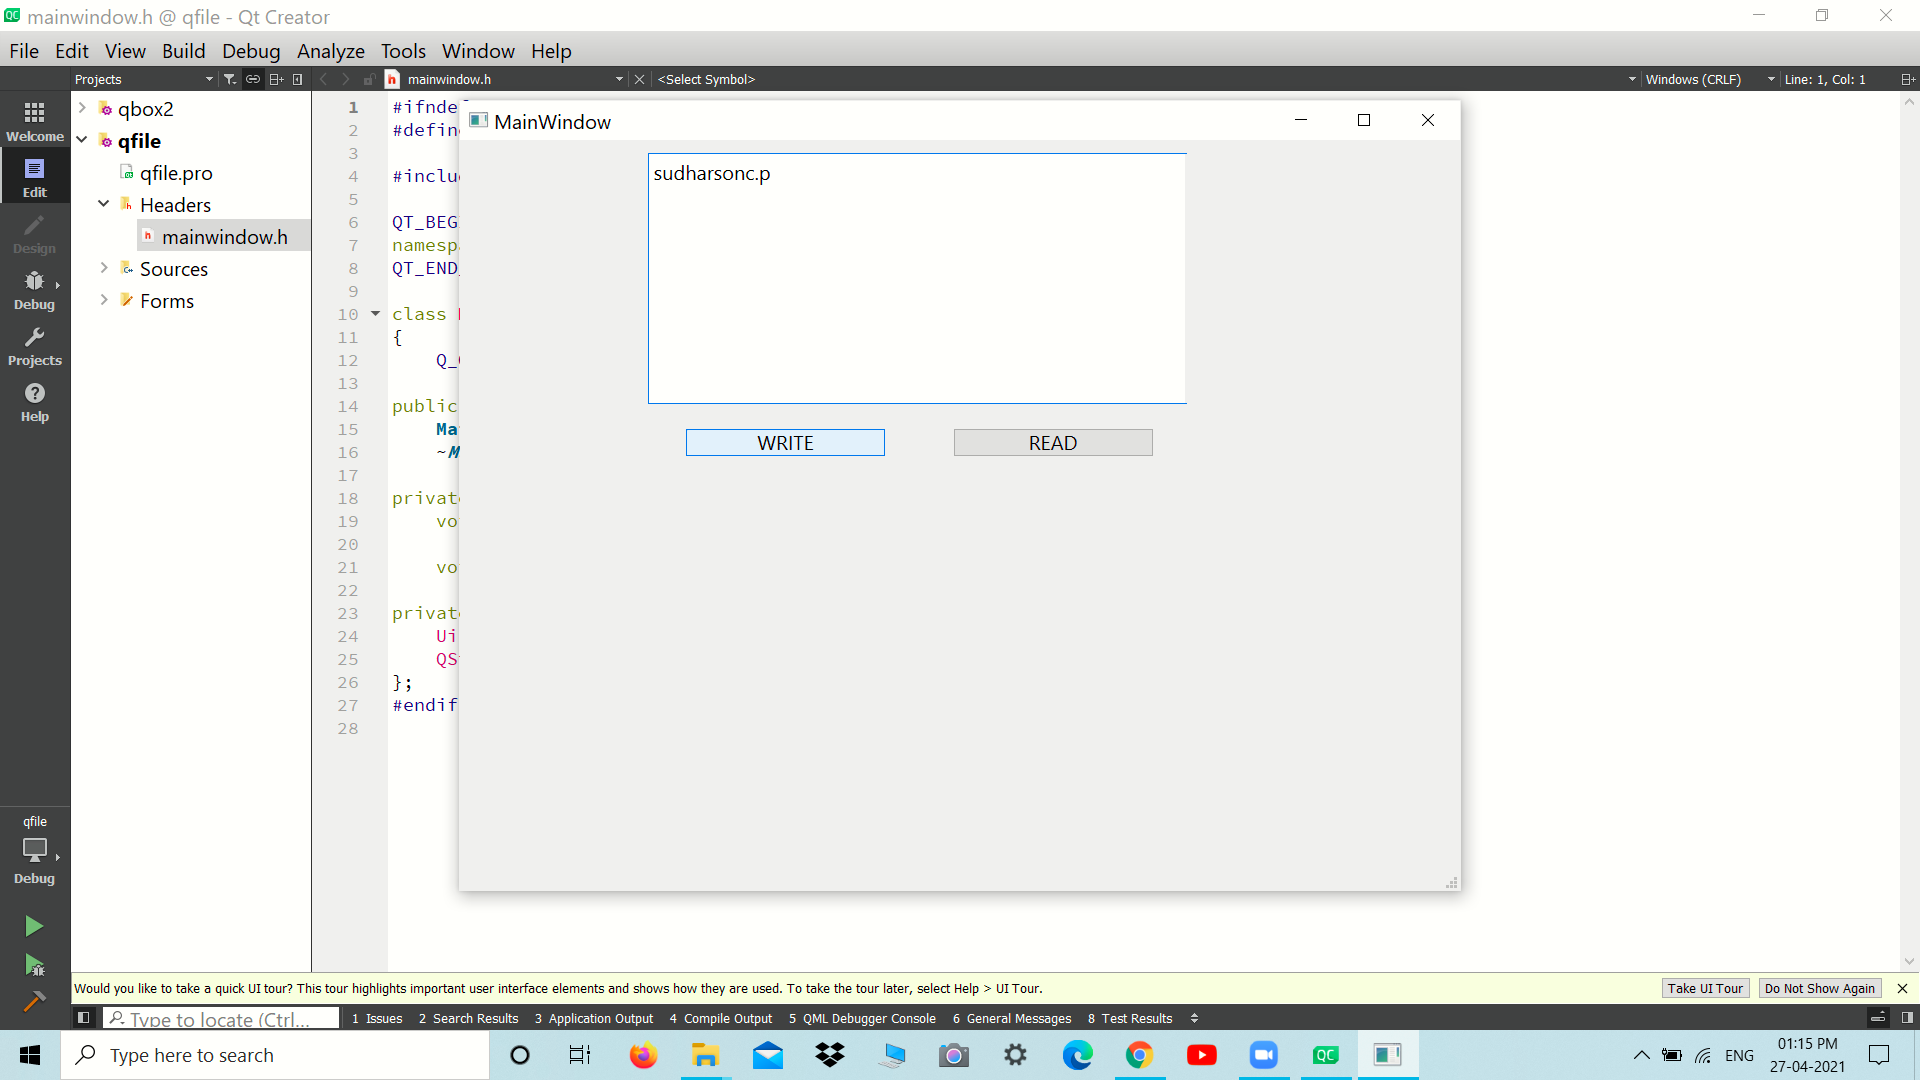 mainwindow.h @ qfile - Qt Creator
File Edit View Build Debug Analyze Tools Window Help
Projects mainwindow.h <Select Symbol> Windows (CRLF) Line: 1, Col: 1
Welcome
Edit
Design
Debug
Projects
Help
qfile
Debug
qbox2
qfile
qfile.pro
Headers
mainwindow.h
Sources
Forms
1 #ifndef
2 #define
3
4 #inclu
5
6 QT_BEG
7 namesp
8 QT_END_
9
10 class
11 {
12 Q_
13
14 public
15 Ma
16 ~M
17
18 privat
19 vo
20
21 vo
22
23 privat
24 Ui
25 QS
26 };
27 #endif
28
MainWindow
sudharsonc.p
WRITE READ
Would you like to take a quick UI tour? This tour highlights important user interface elements and shows how they are used. To take the tour later, select Help > UI Tour. Take UI Tour Do Not Show Again
Type to locate (Ctrl... 1 Issues 2 Search Results 3 Application Output 4 Compile Output 5 QML Debugger Console 6 General Messages 8 Test Results
Type here to search
ENG
01:15 PM
27-04-2021